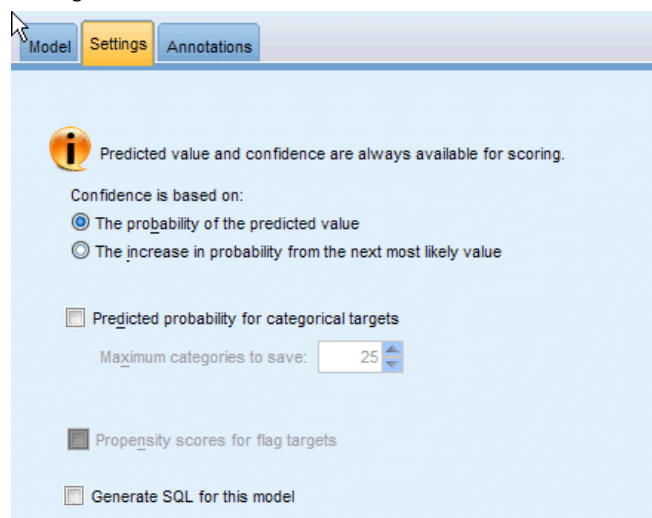 Model Settings Annotations
Predicted value and confidence are always available for scoring.
Confidence is based on:
The probability of the predicted value
The increase in probability from the next most likely value
Predicted probability for categorical targets
Maximum categories to save: 25
Propensity scores for flag targets
Generate SQL for this model